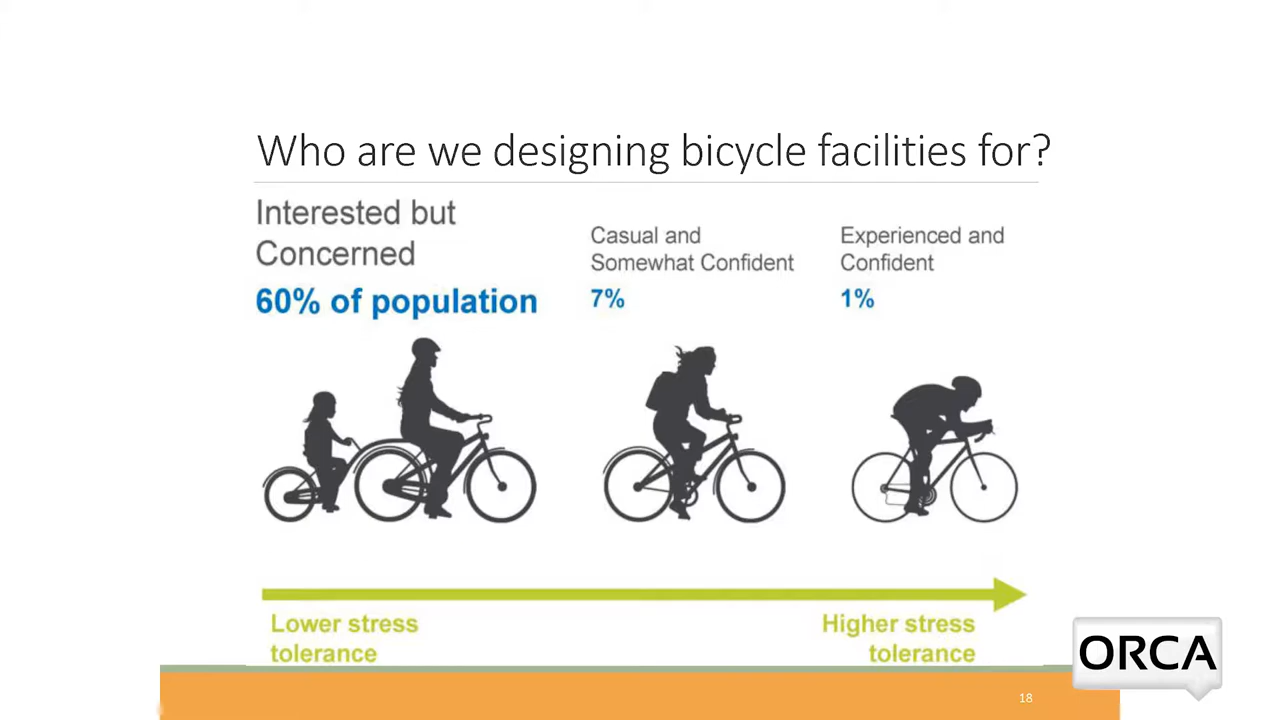 Who are we designing bicycle facilities for?
Interested but
Concerned
60% of population
Casual and
Somewhat Confident
7%
Experienced and
Confident
1%
Lower stress
tolerance
Higher stress
tolerance
ORCA
18